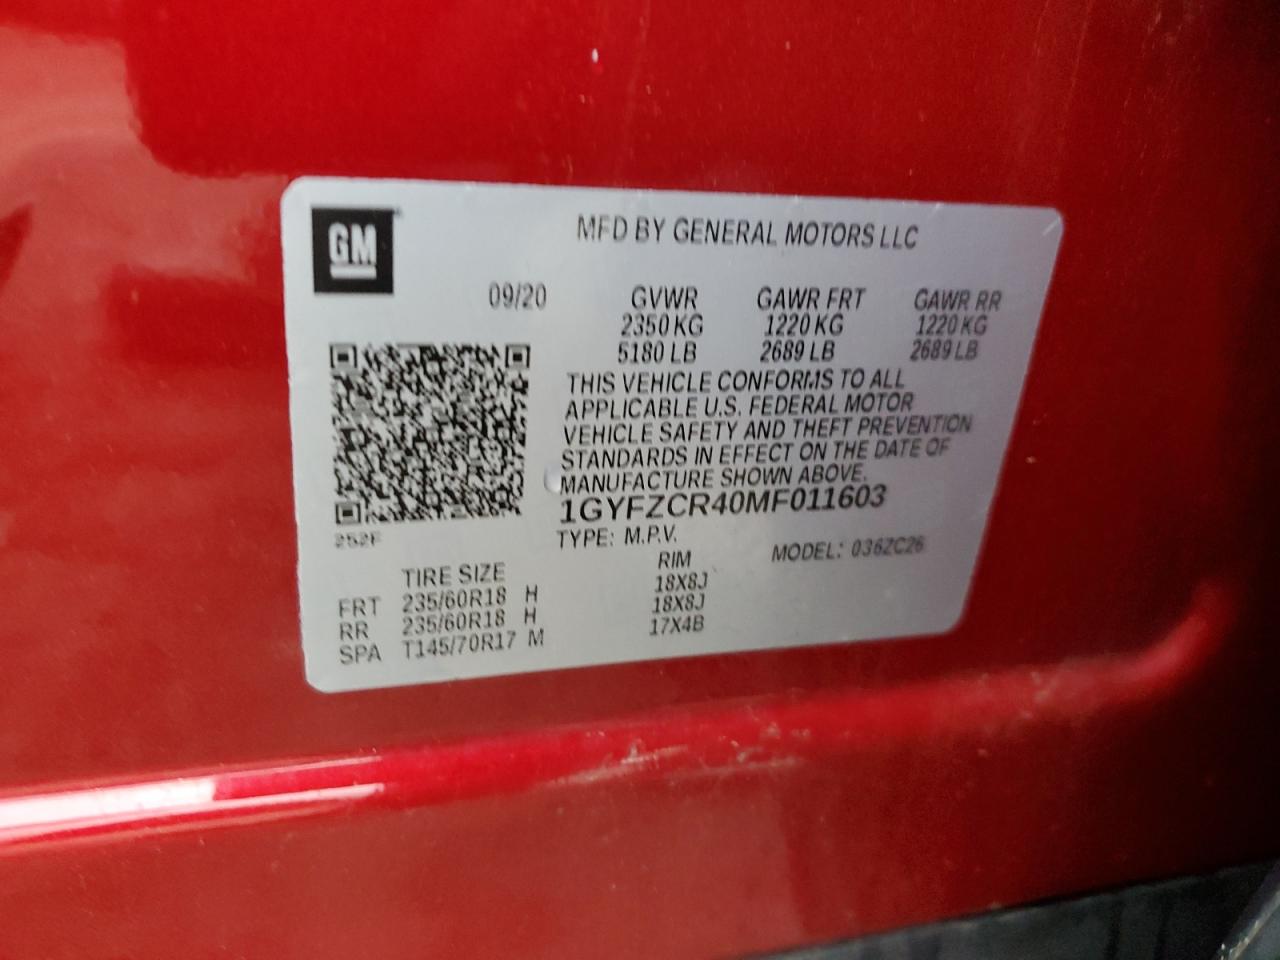 GM
MFD BY GENERAL MOTORS LLC
09/20 GVWR GAWR FRT GAWR RR
2350 KG 1220 KG 1220 KG
5180 LB 2689 LB 2689 LB
THIS VEHICLE CONFORMS TO ALL
APPLICABLE U.S. FEDERAL MOTOR
VEHICLE SAFETY AND THEFT PREVENTION
STANDARDS IN EFFECT ON THE DATE OF
MANUFACTURE SHOWN ABOVE.
1GYFZCR40MF011603
252F
TYPE: M.P.V. MODEL: 036ZC26
TIRE SIZE RIM
FRT 235/60R18 H 18X8J
RR 235/60R18 H 18X8J
SPA T145/70R17 M 17X4B